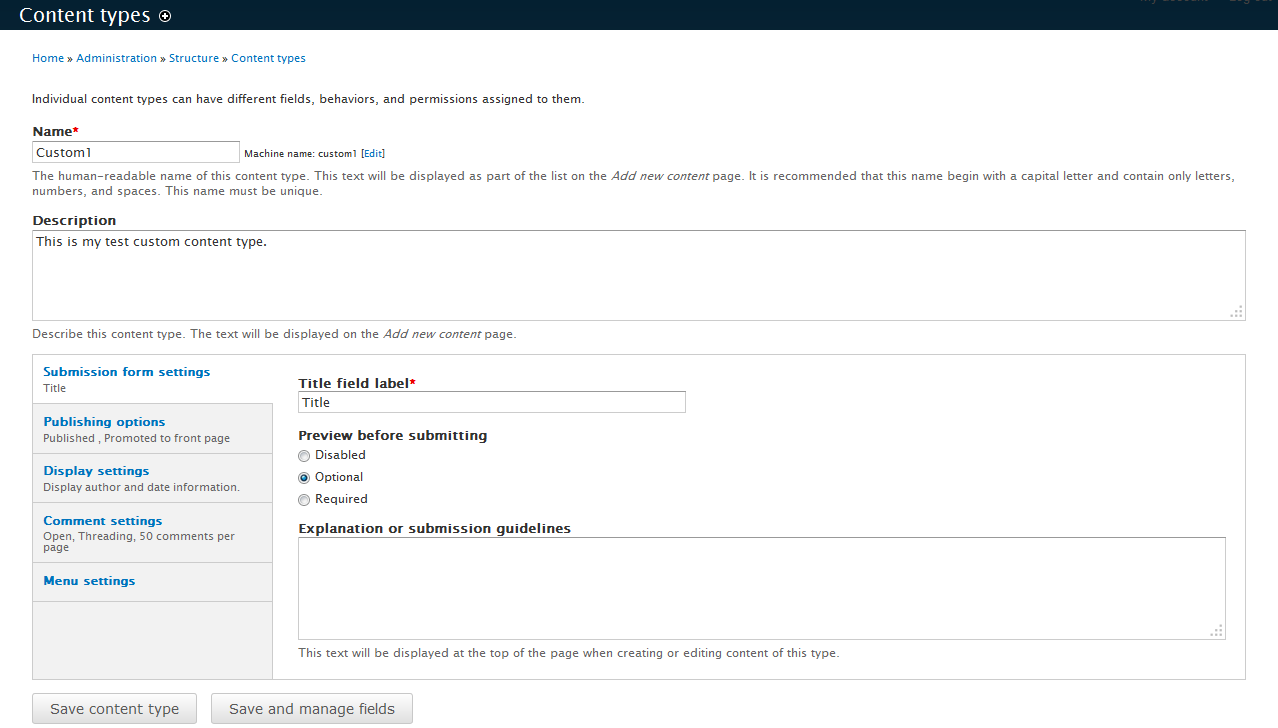 Content types
Home » Administration » Structure » Content types
Individual content types can have different fields, behaviors, and permissions assigned to them.
Name*
Custom1 Machine name: custom1 [Edit]
The human-readable name of this content type. This text will be displayed as part of the list on the Add new content page. It is recommended that this name begin with a capital letter and contain only letters,
numbers, and spaces. This name must be unique.
Description
This is my test custom content type.
Describe this content type. The text will be displayed on the Add new content page.
Submission form settings
Title
Publishing options
Published , Promoted to front page
Display settings
Display author and date information.
Comment settings
Open, Threading, 50 comments per
page
Menu settings
Title field label*
Title
Preview before submitting
Disabled
Optional
Required
Explanation or submission guidelines
This text will be displayed at the top of the page when creating or editing content of this type.
Save content type Save and manage fields